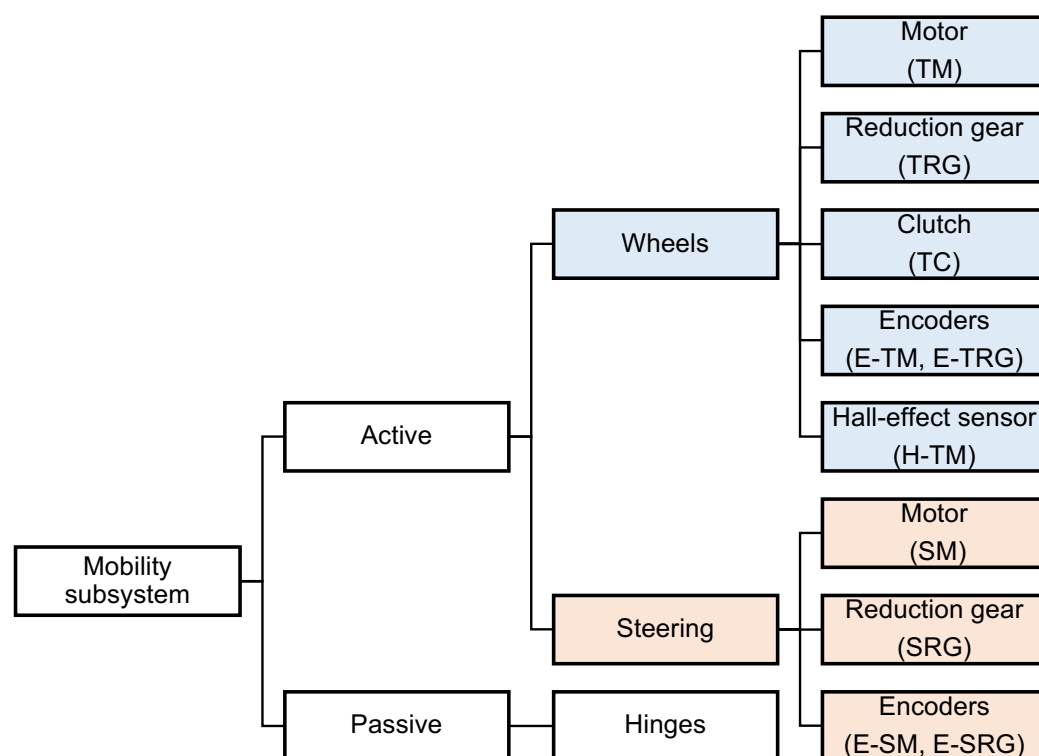 Motor
(TM)
Reduction gear
(TRG)
Clutch
(TC)
Wheels
Encoders
(E-TM, E-TRG)
Hall-effect sensor
(H-TM)
Active
Motor
(SM)
Mobility
subsystem
Reduction gear
(SRG)
Steering
Encoders
(E-SM, E-SRG)
Passive
Hinges